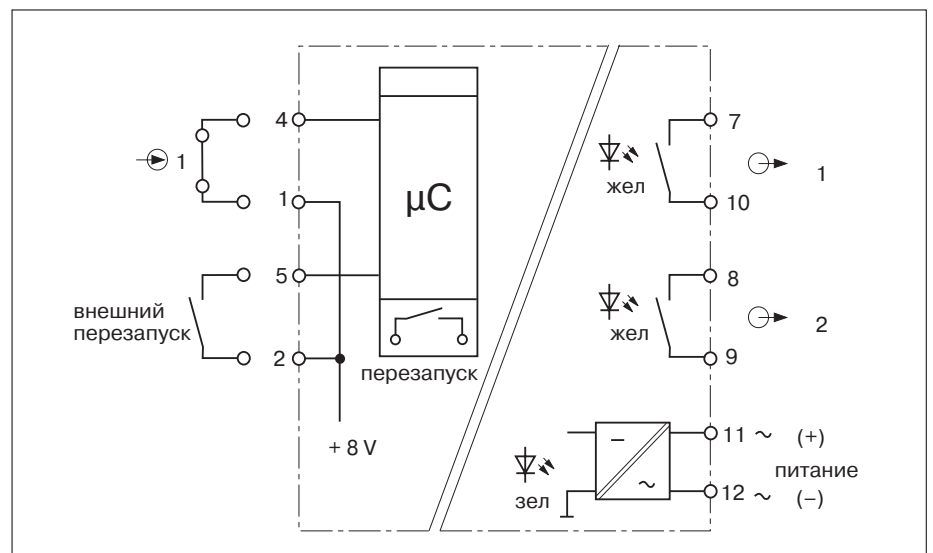 4
7
1
жел
1
1
μC
10
5
8
внешний
перезапуск
жел
2
2
9
перезапуск
+ 8 V
11 ~ (+)
–
питание
~
зел
12 ~ (–)